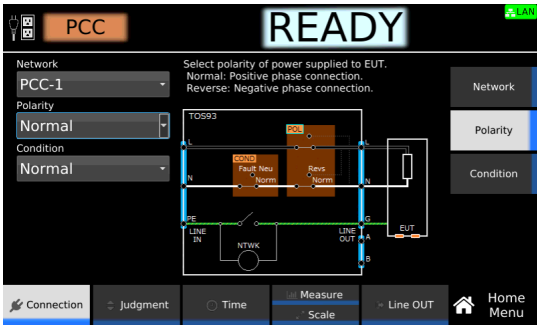 PCC
READY
LAN
Network
PCC-1
Polarity
Normal
Condition
Normal
Select polarity of power supplied to EUT.
Normal: Positive phase connection.
Reverse: Negative phase connection.
TOS93
POL
L
L
COND
Fault Neu
Norm
Revs
Norm
N
N
PE
G
LINE
IN
NTWK
LINE
OUT
A
B
EUT
Network
Polarity
Condition
Connection
Judgment
Time
Measure
Scale
Line OUT
Home
Menu